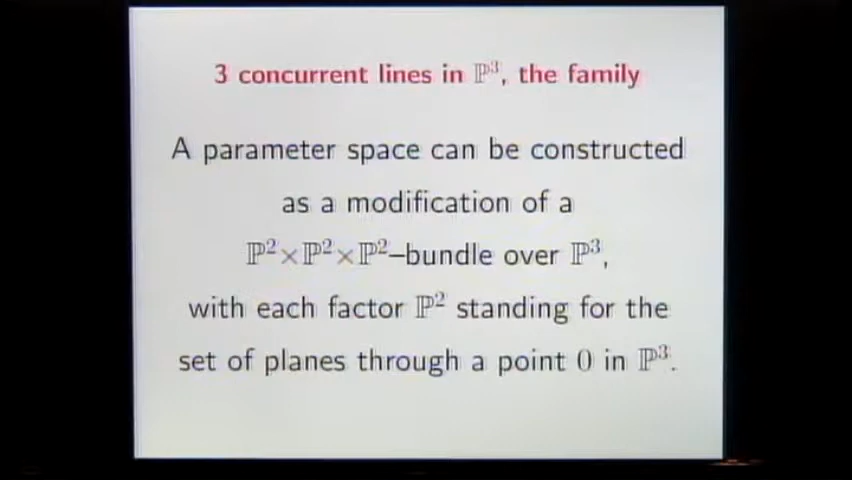 3 concurrent lines in ℙ³, the family
A parameter space can be constructed
as a modification of a
ℙ²×ℙ²×ℙ²–bundle over ℙ³,
with each factor ℙ² standing for the
set of planes through a point 0 in ℙ³.